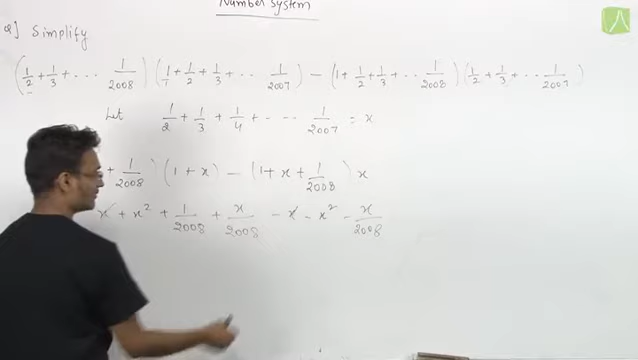 Number System
Q] Simplify
(1/2 + 1/3 + ... 1/2008) (1/1 + 1/2 + 1/3 + ... 1/2007) - (1 + 1/2 + 1/3 + ... 1/2008) (1/2 + 1/3 + ... 1/2007)
Let 1/2 + 1/3 + 1/4 + ... 1/2007 = x
+ 1/2008) (1 + x) - (1 + x + 1/2008) x
x + x² + 1/2008 + x/2008 - x - x² - x/2008